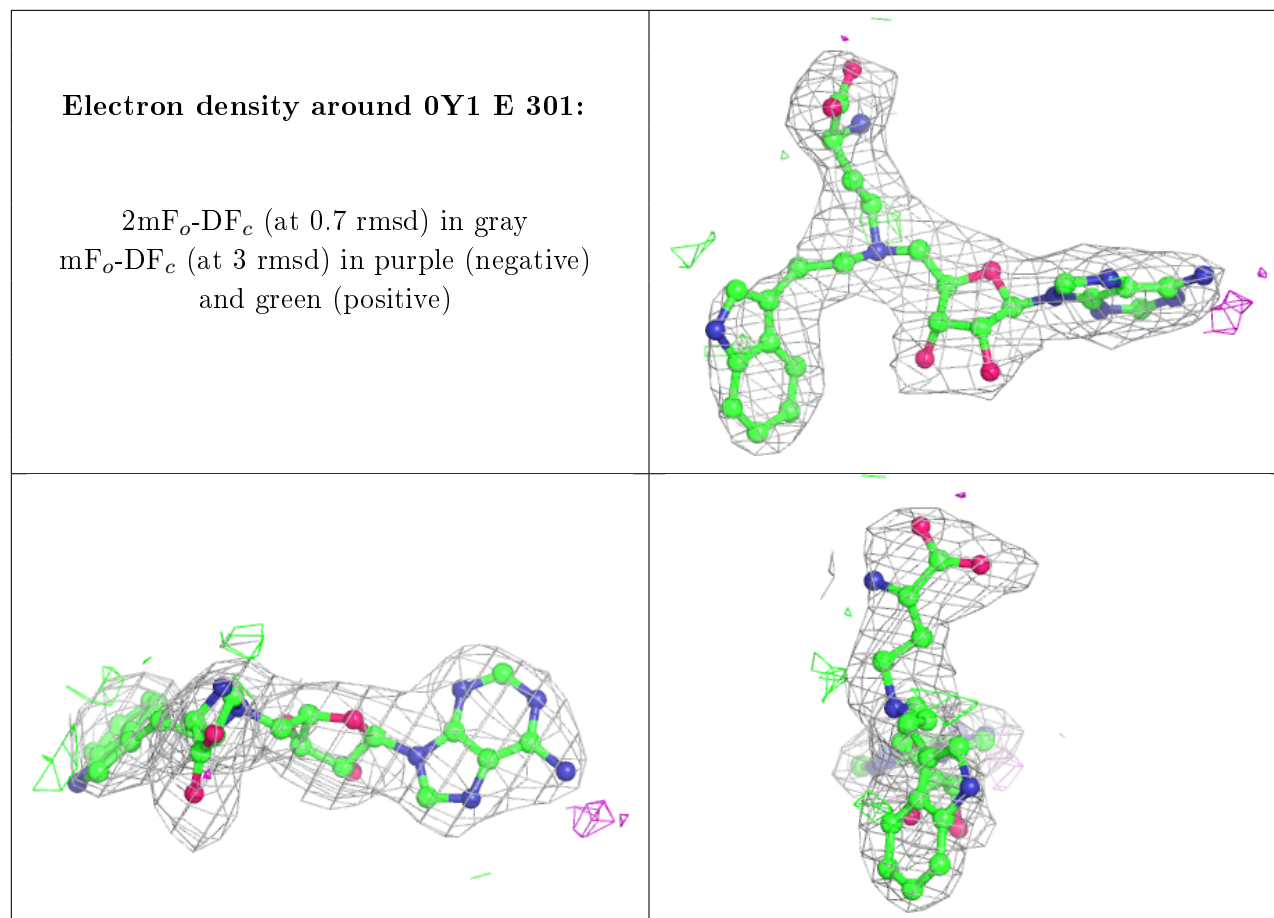 Electron density around 0Y1 E 301:
2mFₒ-DF𝒸 (at 0.7 rmsd) in gray
mFₒ-DF𝒸 (at 3 rmsd) in purple (negative)
and green (positive)